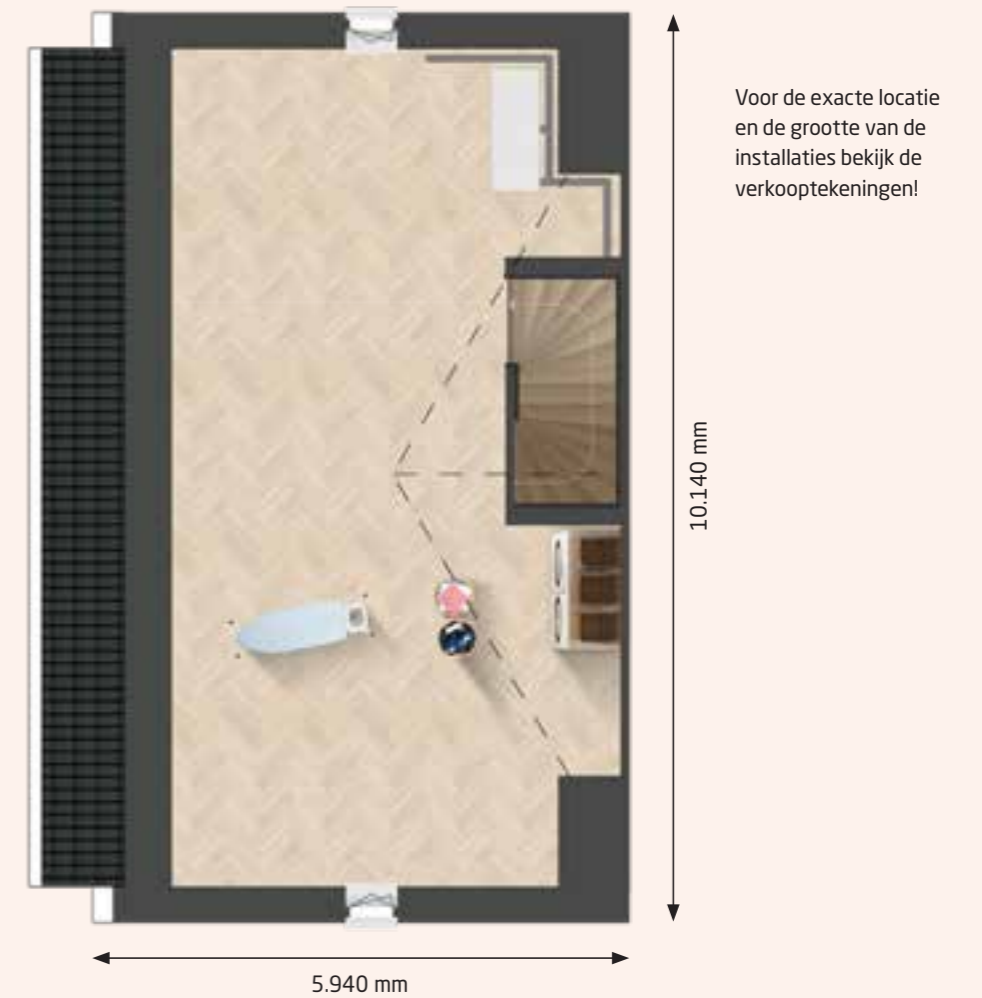 Voor de exacte locatie
en de grootte van de
installaties bekijk de
verkooptekeningen!
10.140 mm
5.940 mm